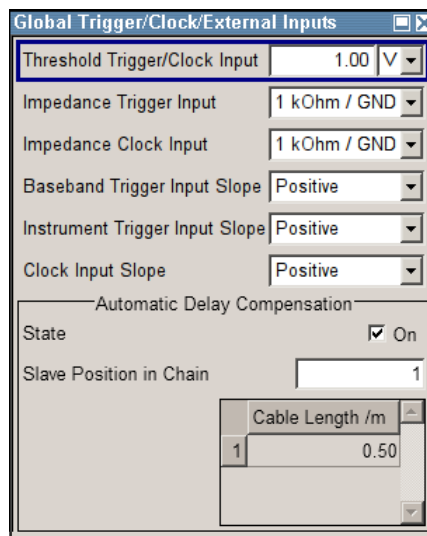 Global Trigger/Clock/External Inputs
Threshold Trigger/Clock Input 1.00 V
Impedance Trigger Input 1 kOhm / GND
Impedance Clock Input 1 kOhm / GND
Baseband Trigger Input Slope Positive
Instrument Trigger Input Slope Positive
Clock Input Slope Positive
Automatic Delay Compensation
State On
Slave Position in Chain 1
Cable Length /m
1 0.50